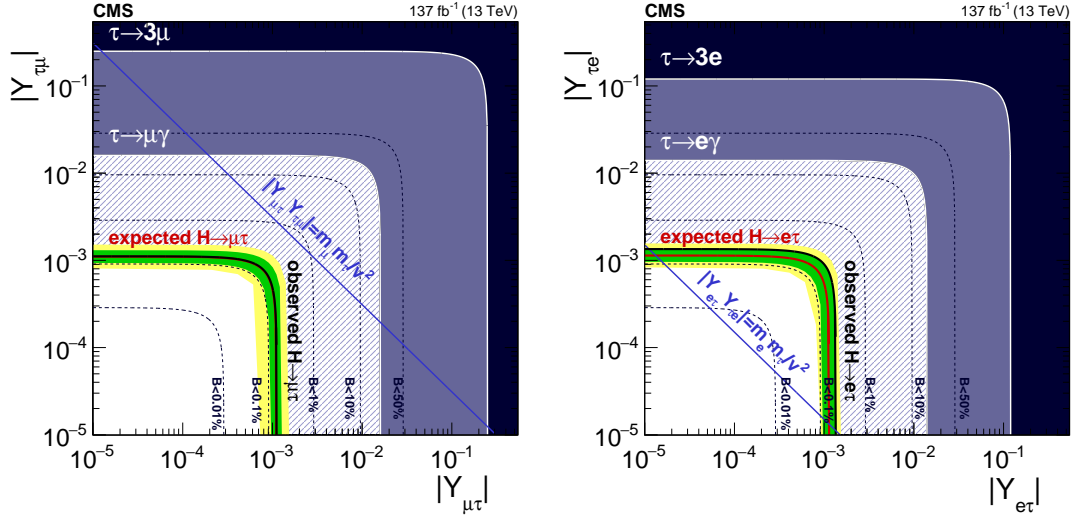 CMS
137 fb⁻¹ (13 TeV)
|Y_τμ|
τ→3μ
10⁻¹
τ→μγ
10⁻²
|Y_μτ Y_τμ|=m_μ m_τ/v²
expected H→μτ
10⁻³
observed H→μτ
10⁻⁴
B<0.01%
B<0.1%
B<1%
B<10%
B<50%
10⁻⁵
10⁻⁵
10⁻⁴
10⁻³
10⁻²
10⁻¹
|Y_μτ|
CMS
137 fb⁻¹ (13 TeV)
|Y_τe|
τ→3e
10⁻¹
τ→eγ
10⁻²
expected H→eτ
10⁻³
|Y_eτ Y_τe|=m_e m_τ/v²
observed H→eτ
10⁻⁴
B<0.01%
B<0.1%
B<1%
B<10%
B<50%
10⁻⁵
10⁻⁵
10⁻⁴
10⁻³
10⁻²
10⁻¹
|Y_eτ|